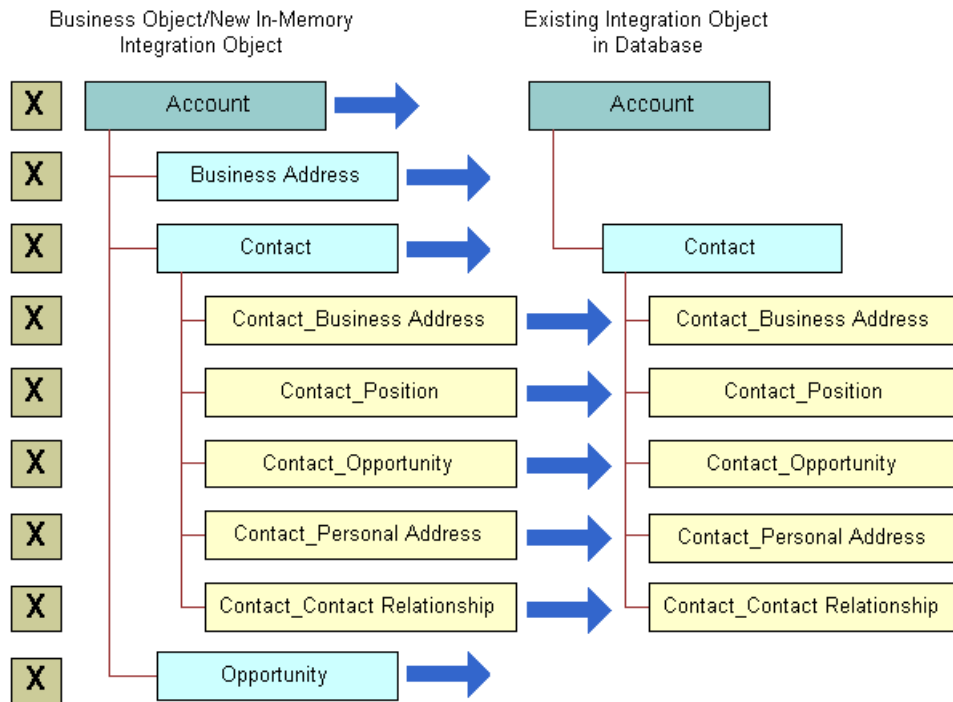 Business Object/New In-Memory
Integration Object
Existing Integration Object
in Database
X Account Account
X Business Address
X Contact Contact
X Contact_Business Address Contact_Business Address
X Contact_Position Contact_Position
X Contact_Opportunity Contact_Opportunity
X Contact_Personal Address Contact_Personal Address
X Contact_Contact Relationship Contact_Contact Relationship
X Opportunity